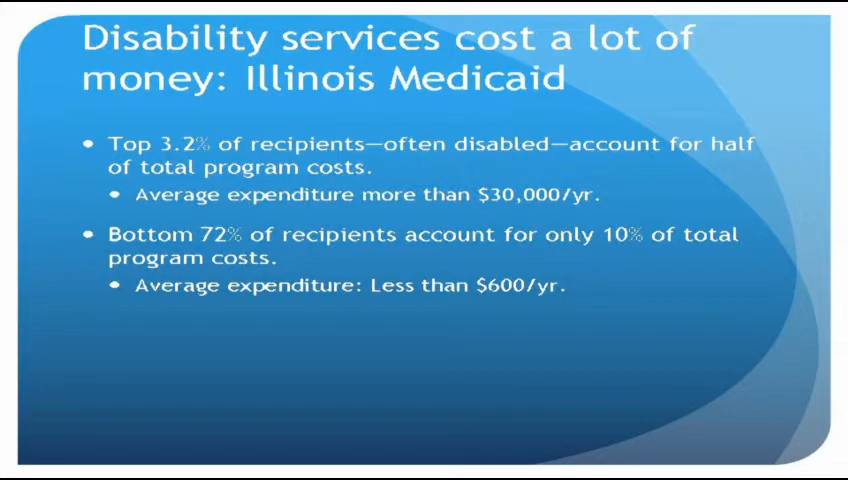 Disability services cost a lot of
money: Illinois Medicaid
• Top 3.2% of recipients—often disabled—account for half
of total program costs.
• Average expenditure more than $30,000/yr.
• Bottom 72% of recipients account for only 10% of total
program costs.
• Average expenditure: Less than $600/yr.